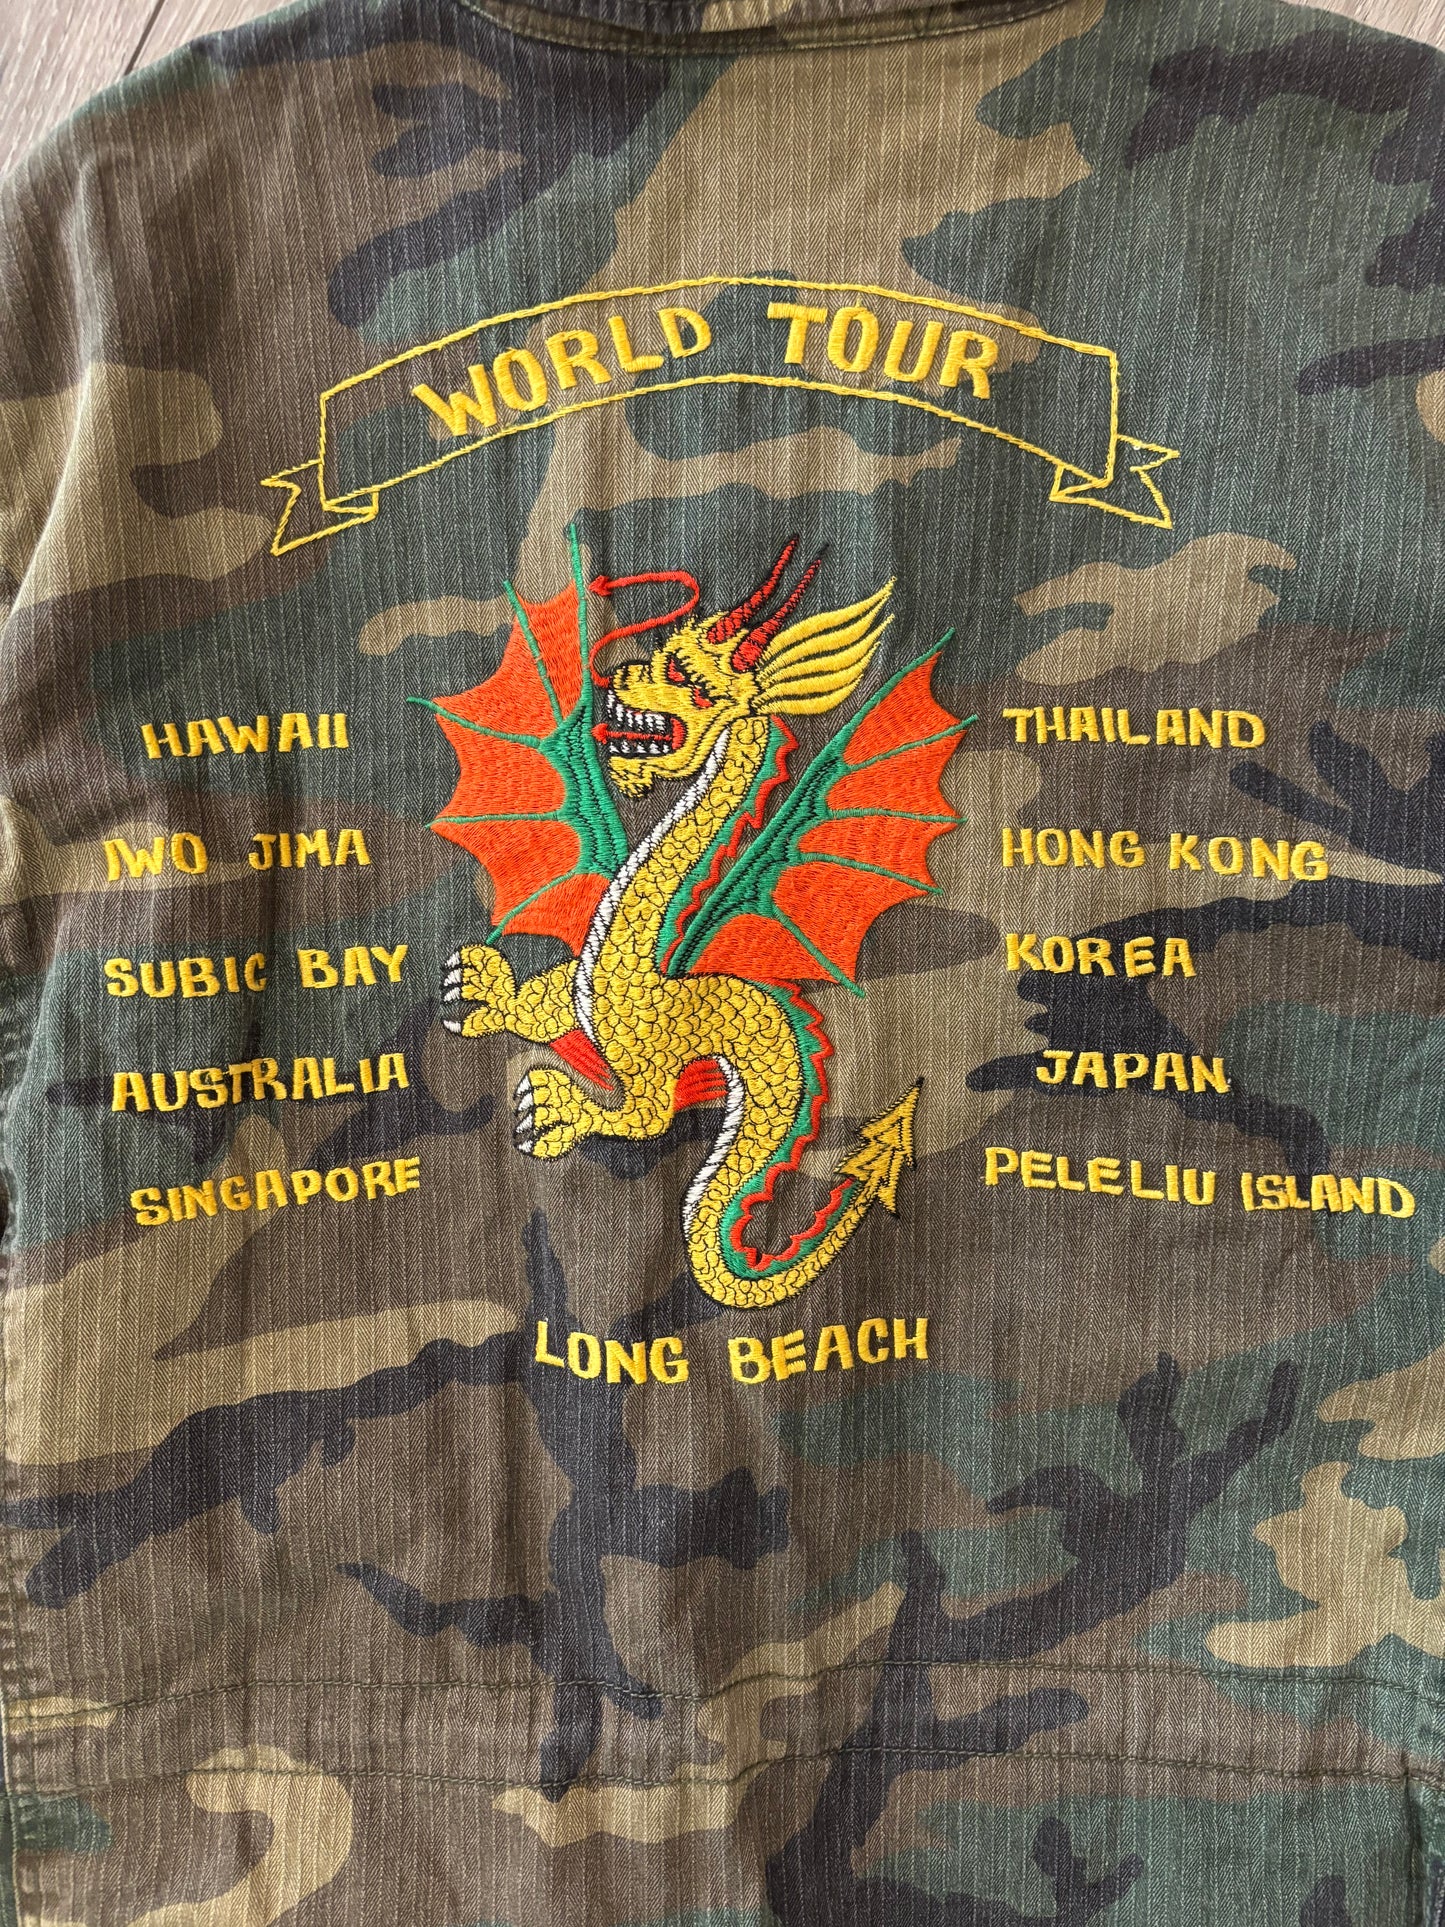 WORLD TOUR
HAWAII
IWO JIMA
SUBIC BAY
AUSTRALIA
SINGAPORE
THAILAND
HONG KONG
KOREA
JAPAN
PELELIU ISLAND
LONG BEACH